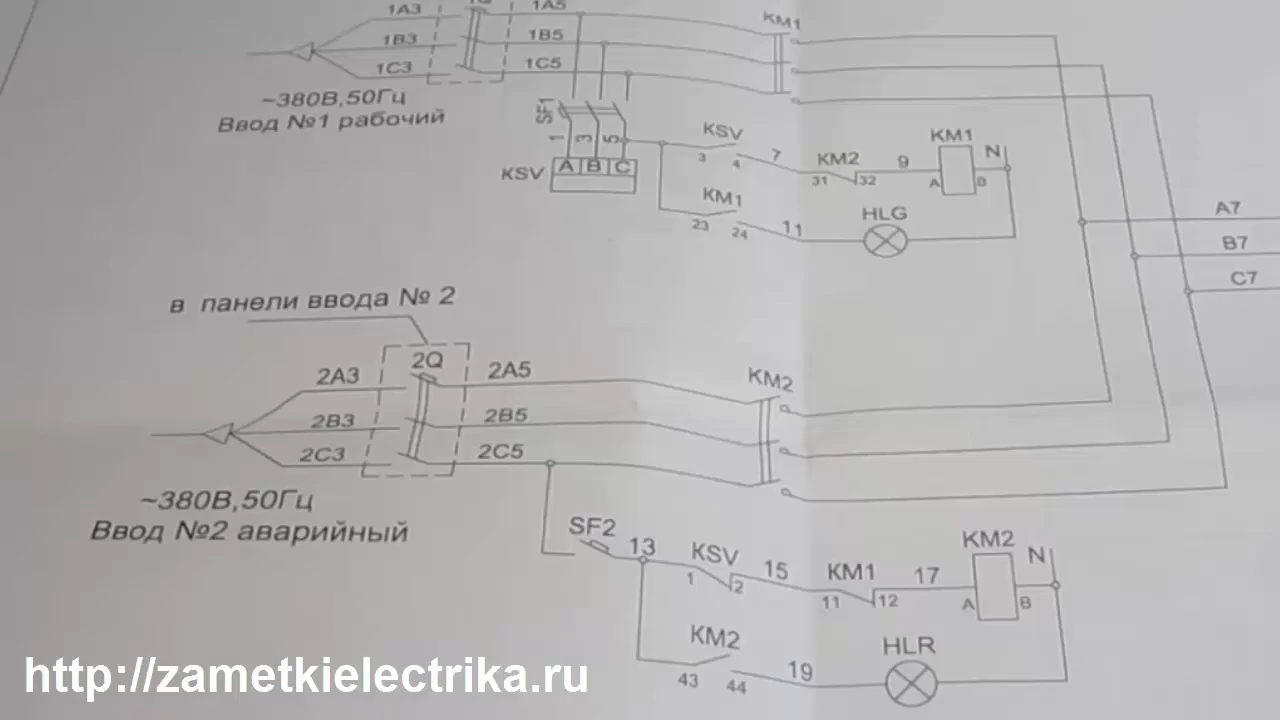 1A3
1A5
KM1
1B3
1B5
1C3
1C5
~380В,50Гц
Ввод №1 рабочий
SF1
1 3 5
KSV
A B C
KSV
3 4
7
KM2
31 32
9
KM1
A B
N
KM1
23 24
11
HLG
A7
B7
C7
в панели ввода № 2
2Q
2A3
2A5
KM2
2B3
2B5
2C3
2C5
~380В,50Гц
Ввод №2 аварийный
SF2
13
KSV
1 2
15
KM1
11 12
17
KM2
A B
N
KM2
43 44
19
HLR
http://zametkielectrika.ru